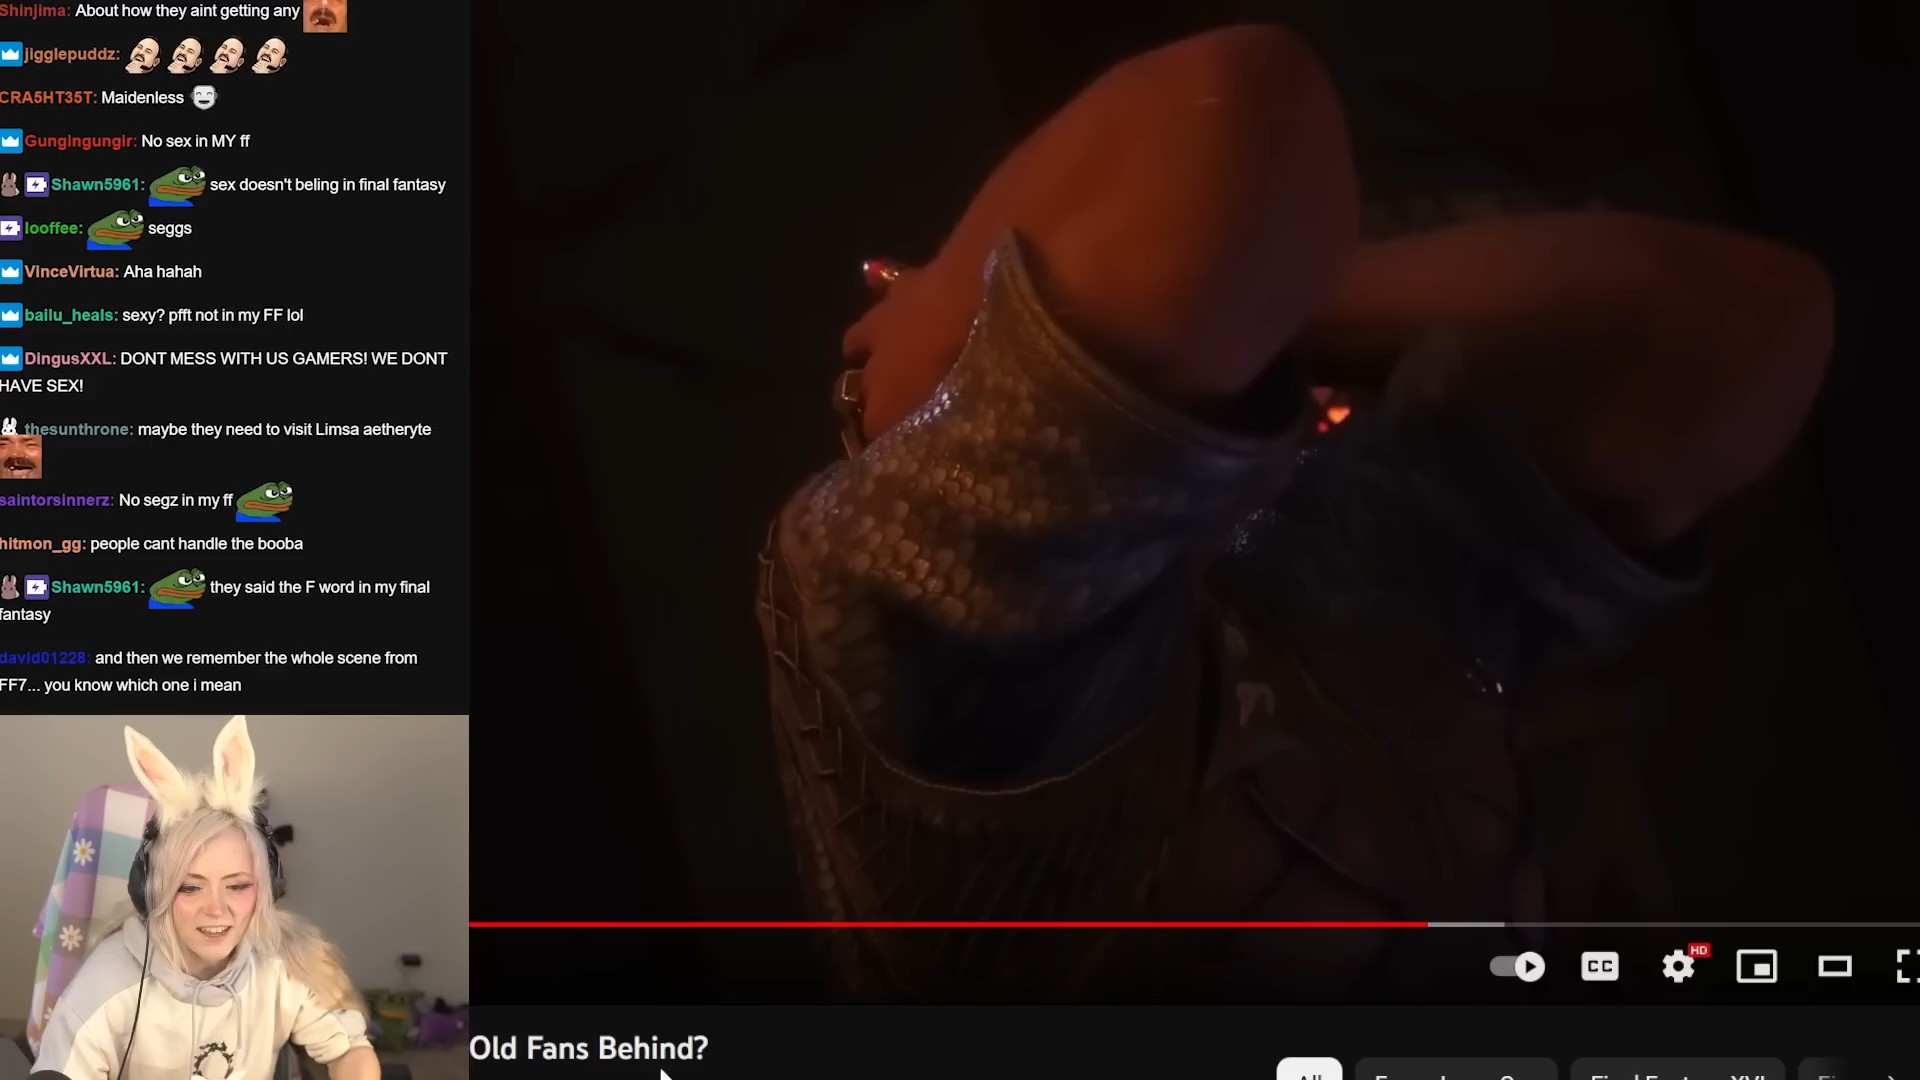 Shinjima: About how they aint getting any
jigglepuddz:
CRA5HT35T: Maidenless
Gungingungir: No sex in MY ff
Shawn5961: sex doesn't beling in final fantasy
looffee: seggs
VinceVirtua: Aha hahah
bailu_heals: sexy? pfft not in my FF lol
DingusXXL: DONT MESS WITH US GAMERS! WE DONT
HAVE SEX!
thesunthrone: maybe they need to visit Limsa aetheryte
saintorsinnerz: No segz in my ff
hitmon_gg: people cant handle the booba
Shawn5961: they said the F word in my final
fantasy
david01228: and then we remember the whole scene from
FF7... you know which one i mean
HD
CC
Old Fans Behind?
All